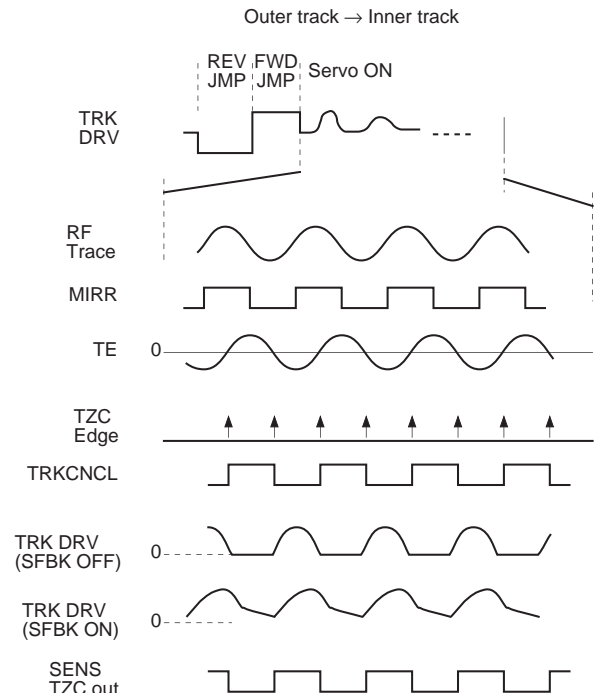 Outer track → Inner track
REV FWD
JMP JMP
Servo ON
TRK
DRV
RF
Trace
MIRR
TE
0
TZC
Edge
TRKCNCL
TRK DRV
(SFBK OFF)
0
TRK DRV
(SFBK ON)
0
SENS
TZC out